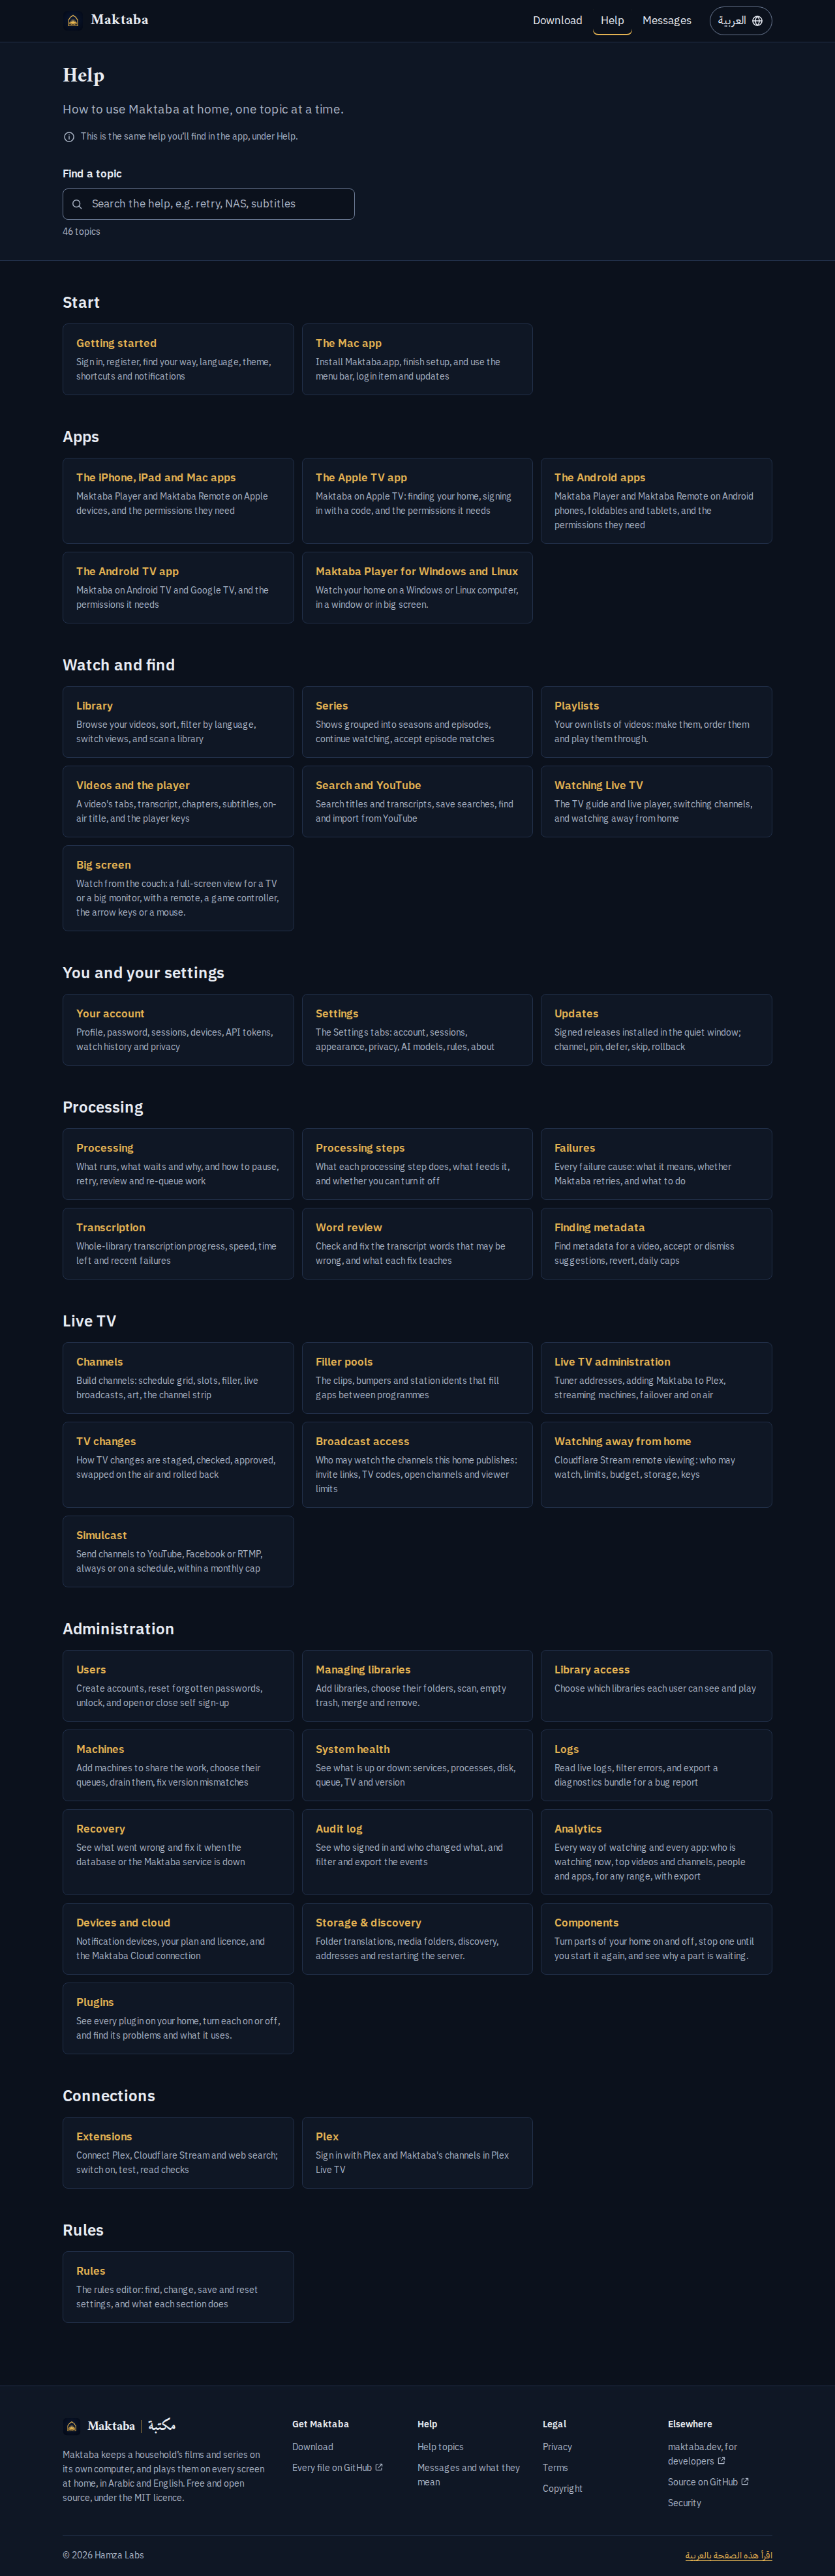 Maktaba
Download
Help
Messages
العربية
Help
How to use Maktaba at home, one topic at a time.
This is the same help you'll find in the app, under Help.
Find a topic
Search the help, e.g. retry, NAS, subtitles
46 topics
Start
Getting started
Sign in, register, find your way, language, theme,
shortcuts and notifications
The Mac app
Install Maktaba.app, finish setup, and use the
menu bar, login item and updates
Apps
The iPhone, iPad and Mac apps
Maktaba Player and Maktaba Remote on Apple
devices, and the permissions they need
The Apple TV app
Maktaba on Apple TV: finding your home, signing
in with a code, and the permissions it needs
The Android apps
Maktaba Player and Maktaba Remote on Android
phones, foldables and tablets, and the
permissions they need
The Android TV app
Maktaba on Android TV and Google TV, and the
permissions it needs
Maktaba Player for Windows and Linux
Watch your home on a Windows or Linux computer,
in a window or in big screen.
Watch and find
Library
Browse your videos, sort, filter by language,
switch views, and scan a library
Series
Shows grouped into seasons and episodes,
continue watching, accept episode matches
Playlists
Your own lists of videos: make them, order them
and play them through.
Videos and the player
A video's tabs, transcript, chapters, subtitles, on-
air title, and the player keys
Search and YouTube
Search titles and transcripts, save searches, find
and import from YouTube
Watching Live TV
The TV guide and live player, switching channels,
and watching away from home
Big screen
Watch from the couch: a full-screen view for a TV
or a big monitor, with a remote, a game controller,
the arrow keys or a mouse.
You and your settings
Your account
Profile, password, sessions, devices, API tokens,
watch history and privacy
Settings
The Settings tabs: account, sessions,
appearance, privacy, AI models, rules, about
Updates
Signed releases installed in the quiet window;
channel, pin, defer, skip, rollback
Processing
Processing
What runs, what waits and why, and how to pause,
retry, review and re-queue work
Processing steps
What each processing step does, what feeds it,
and whether you can turn it off
Failures
Every failure cause: what it means, whether
Maktaba retries, and what to do
Transcription
Whole-library transcription progress, speed, time
left and recent failures
Word review
Check and fix the transcript words that may be
wrong, and what each fix teaches
Finding metadata
Find metadata for a video, accept or dismiss
suggestions, revert, daily caps
Live TV
Channels
Build channels: schedule grid, slots, filler, live
broadcasts, art, the channel strip
Filler pools
The clips, bumpers and station idents that fill
gaps between programmes
Live TV administration
Tuner addresses, adding Maktaba to Plex,
streaming machines, failover and on air
TV changes
How TV changes are staged, checked, approved,
swapped on the air and rolled back
Broadcast access
Who may watch the channels this home publishes:
invite links, TV codes, open channels and viewer
limits
Watching away from home
Cloudflare Stream remote viewing: who may
watch, limits, budget, storage, keys
Simulcast
Send channels to YouTube, Facebook or RTMP,
always or on a schedule, within a monthly cap
Administration
Users
Create accounts, reset forgotten passwords,
unlock, and open or close self sign-up
Managing libraries
Add libraries, choose their folders, scan, empty
trash, merge and remove.
Library access
Choose which libraries each user can see and play
Machines
Add machines to share the work, choose their
queues, drain them, fix version mismatches
System health
See what is up or down: services, processes, disk,
queue, TV and version
Logs
Read live logs, filter errors, and export a
diagnostics bundle for a bug report
Recovery
See what went wrong and fix it when the
database or the Maktaba service is down
Audit log
See who signed in and who changed what, and
filter and export the events
Analytics
Every way of watching and every app: who is
watching now, top videos and channels, people
and apps, for any range, with export
Devices and cloud
Notification devices, your plan and licence, and
the Maktaba Cloud connection
Storage & discovery
Folder translations, media folders, discovery,
addresses and restarting the server.
Components
Turn parts of your home on and off, stop one until
you start it again, and see why a part is waiting.
Plugins
See every plugin on your home, turn each on or off,
and find its problems and what it uses.
Connections
Extensions
Connect Plex, Cloudflare Stream and web search;
switch on, test, read checks
Plex
Sign in with Plex and Maktaba's channels in Plex
Live TV
Rules
Rules
The rules editor: find, change, save and reset
settings, and what each section does
Maktaba | مكتبة
Maktaba keeps a household's films and series on
its own computer, and plays them on every screen
at home, in Arabic and English. Free and open
source, under the MIT licence.
Get Maktaba
Download
Every file on GitHub
Help
Help topics
Messages and what they
mean
Legal
Privacy
Terms
Copyright
Elsewhere
maktaba.dev, for
developers
Source on GitHub
Security
© 2026 Hamza Labs
اقرأ هذه الصفحة بالعربية